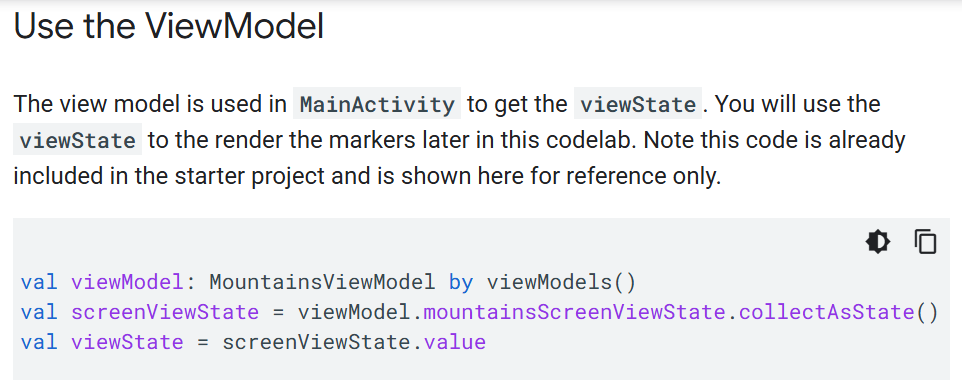 Use the ViewModel
The view model is used in MainActivity to get the viewState. You will use the
viewState to the render the markers later in this codelab. Note this code is already
included in the starter project and is shown here for reference only.
val viewModel: MountainsViewModel by viewModels()
val screenViewState = viewModel.mountainsScreenViewState.collectAsState()
val viewState = screenViewState.value